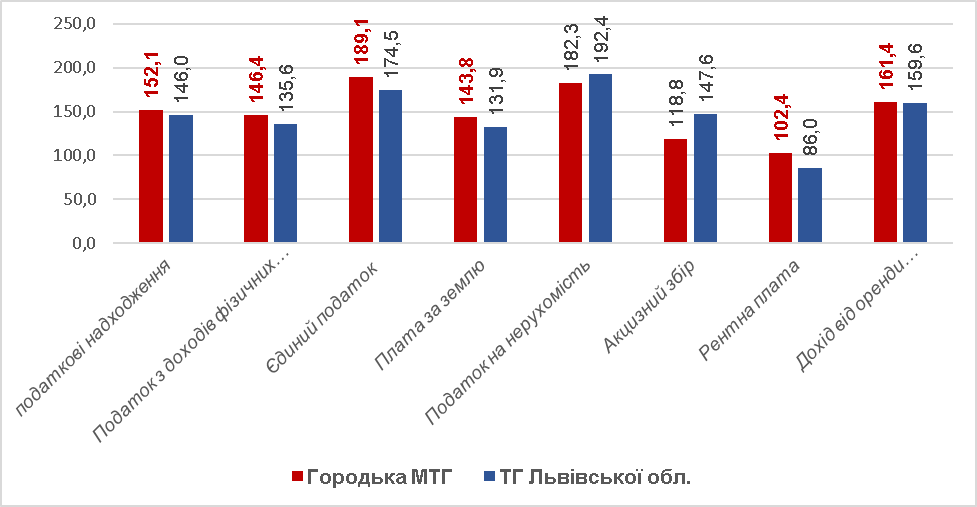 250,0
200,0
150,0
100,0
50,0
0,0
152,1
146,0
146,4
135,6
189,1
174,5
143,8
131,9
182,3
192,4
118,8
147,6
102,4
86,0
161,4
159,6
податкові надходження
Податок з доходів фізичних…
Єдиний податок
Плата за землю
Податок на нерухомість
Акцизний збір
Рентна плата
Дохід від оренди…
Городька МТГ
ТГ Львівської обл.